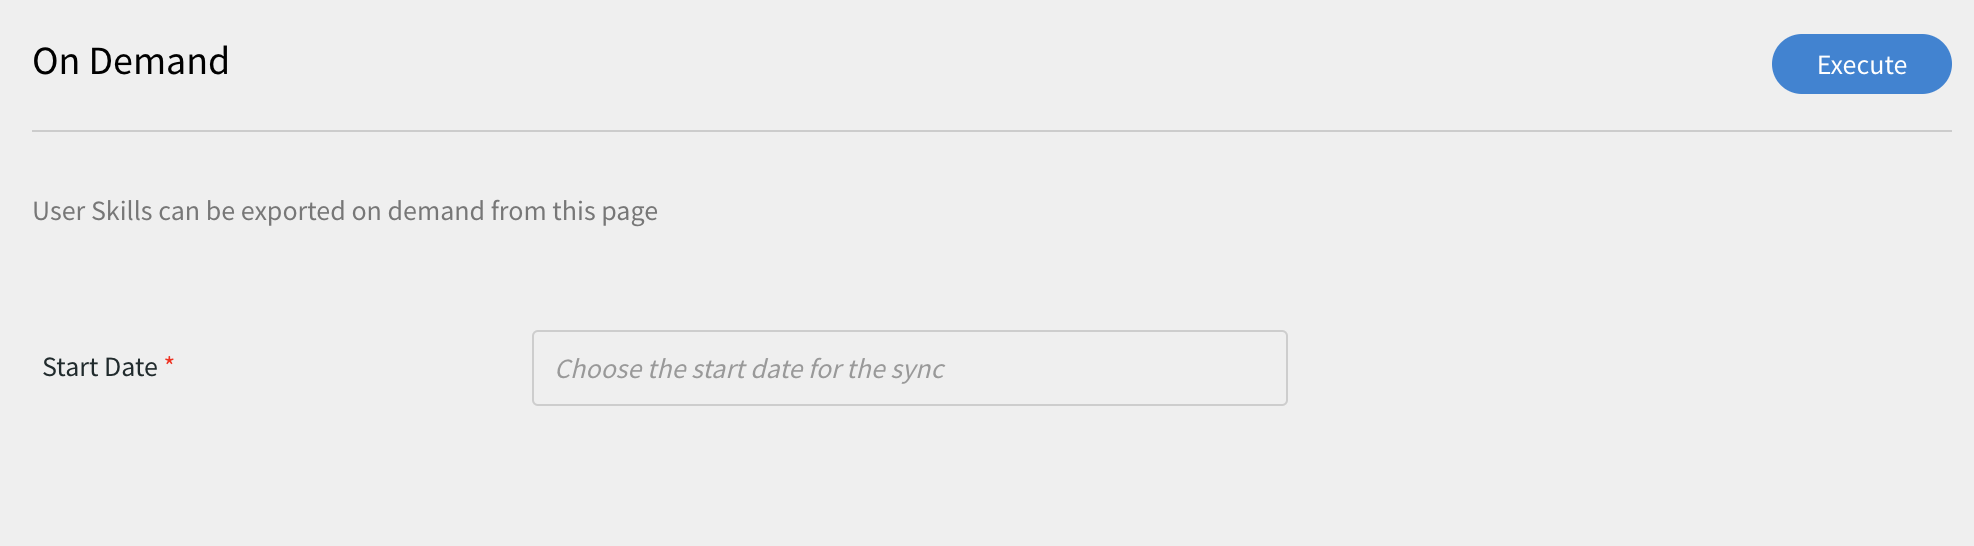 On Demand
Execute
User Skills can be exported on demand from this page
Start Date *
Choose the start date for the sync